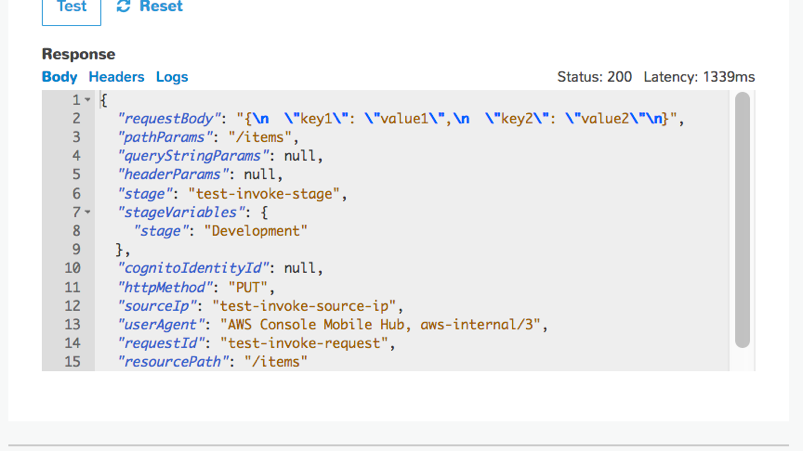 Test Reset
Response
Body Headers Logs Status: 200 Latency: 1339ms
1 {
2 "requestBody": "{\n \"key1\": \"value1\",\n \"key2\": \"value2\"\n}",
3 "pathParams": "/items",
4 "queryStringParams": null,
5 "headerParams": null,
6 "stage": "test-invoke-stage",
7 "stageVariables": {
8 "stage": "Development"
9 },
10 "cognitoIdentityId": null,
11 "httpMethod": "PUT",
12 "sourceIp": "test-invoke-source-ip",
13 "userAgent": "AWS Console Mobile Hub, aws-internal/3",
14 "requestId": "test-invoke-request",
15 "resourcePath": "/items"